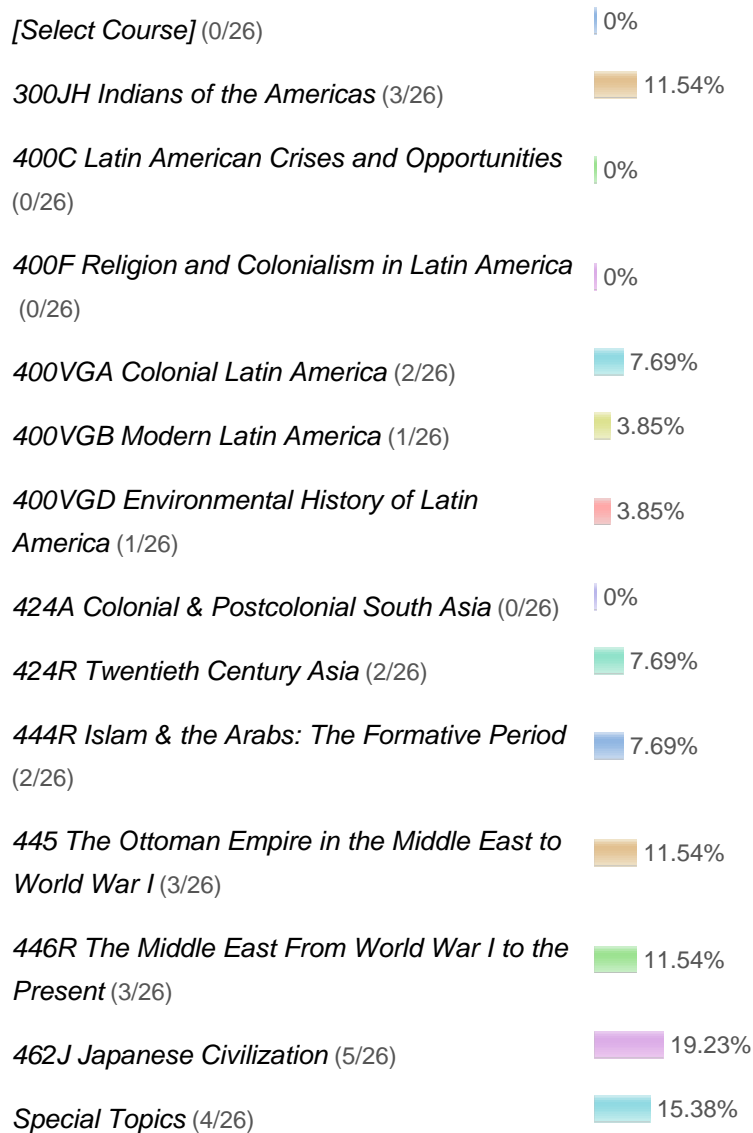 [Select Course] (0/26) 0%
300JH Indians of the Americas (3/26) 11.54%
400C Latin American Crises and Opportunities
(0/26) 0%
400F Religion and Colonialism in Latin America
(0/26) 0%
400VGA Colonial Latin America (2/26) 7.69%
400VGB Modern Latin America (1/26) 3.85%
400VGD Environmental History of Latin
America (1/26) 3.85%
424A Colonial & Postcolonial South Asia (0/26) 0%
424R Twentieth Century Asia (2/26) 7.69%
444R Islam & the Arabs: The Formative Period
(2/26) 7.69%
445 The Ottoman Empire in the Middle East to
World War I (3/26) 11.54%
446R The Middle East From World War I to the
Present (3/26) 11.54%
462J Japanese Civilization (5/26) 19.23%
Special Topics (4/26) 15.38%